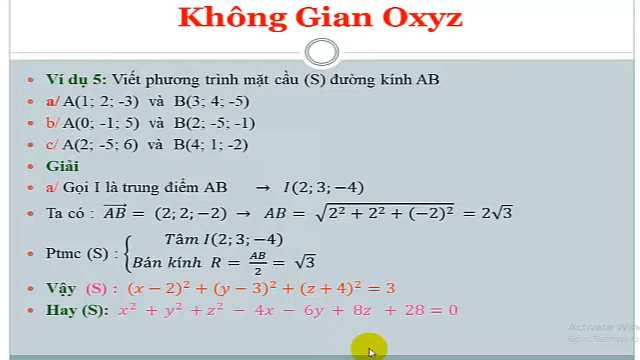 Không Gian Oxyz
Ví dụ 5: Viết phương trình mặt cầu (S) đường kính AB
a/ A(1; 2; -3) và B(3; 4; -5)
b/ A(0; -1; 5) và B(2; -5; -1)
c/ A(2; -5; 6) và B(4; 1; -2)
Giải
a/ Gọi I là trung điểm AB → I(2; 3; −4)
Ta có : \overrightarrow{AB} = (2; 2; −2) → AB = √(2² + 2² + (−2)²) = 2√3
Ptmc (S) : { Tâm I(2; 3; −4)
Bán kính R = AB/2 = √3
Vậy (S) : (x − 2)² + (y − 3)² + (z + 4)² = 3
Hay (S): x² + y² + z² − 4x − 6y + 8z + 28 = 0
Activate Wind